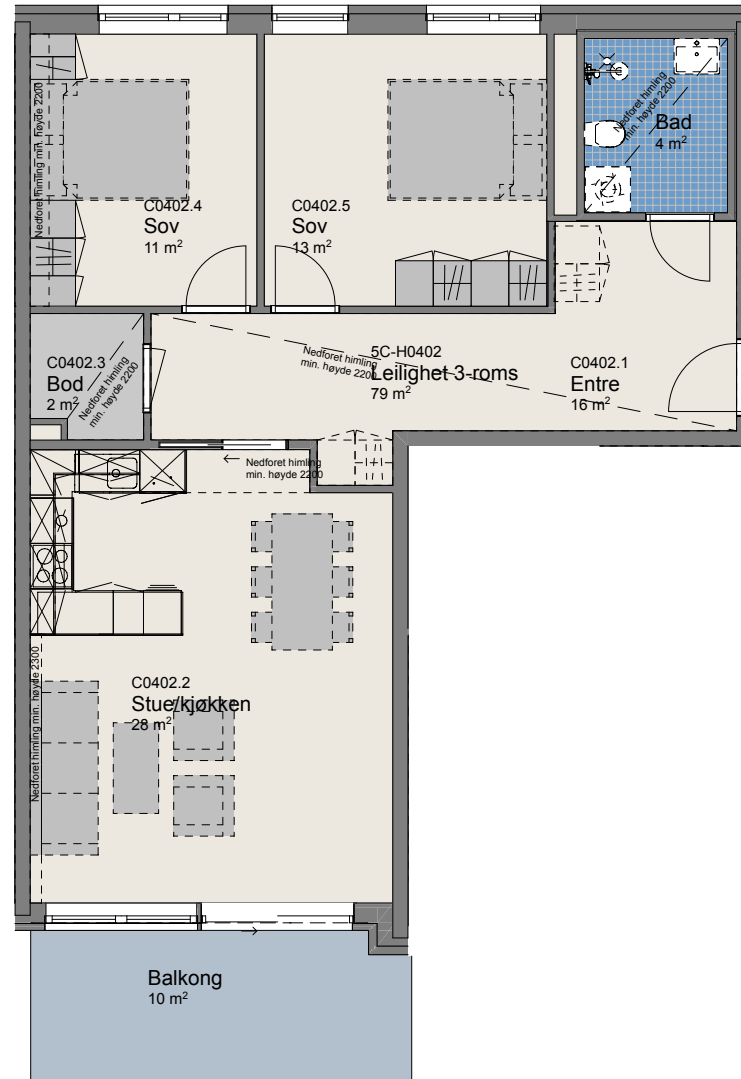 Nedforet himling min. høyde 2200
C0402.4
Sov
11 m²
C0402.5
Sov
13 m²
Nedforet himling
min. høyde 2200
Bad
4 m²
C0402.3
Bod
2 m²
Nedforet himling
min. høyde 2200
Nedforet himling
min. høyde 2200
5C-H0402
Leilighet 3-roms
79 m²
C0402.1
Entre
16 m²
Nedforet himling
min. høyde 2200
Nedforet himling min. høyde 2300
C0402.2
Stue/kjøkken
28 m²
Balkong
10 m²